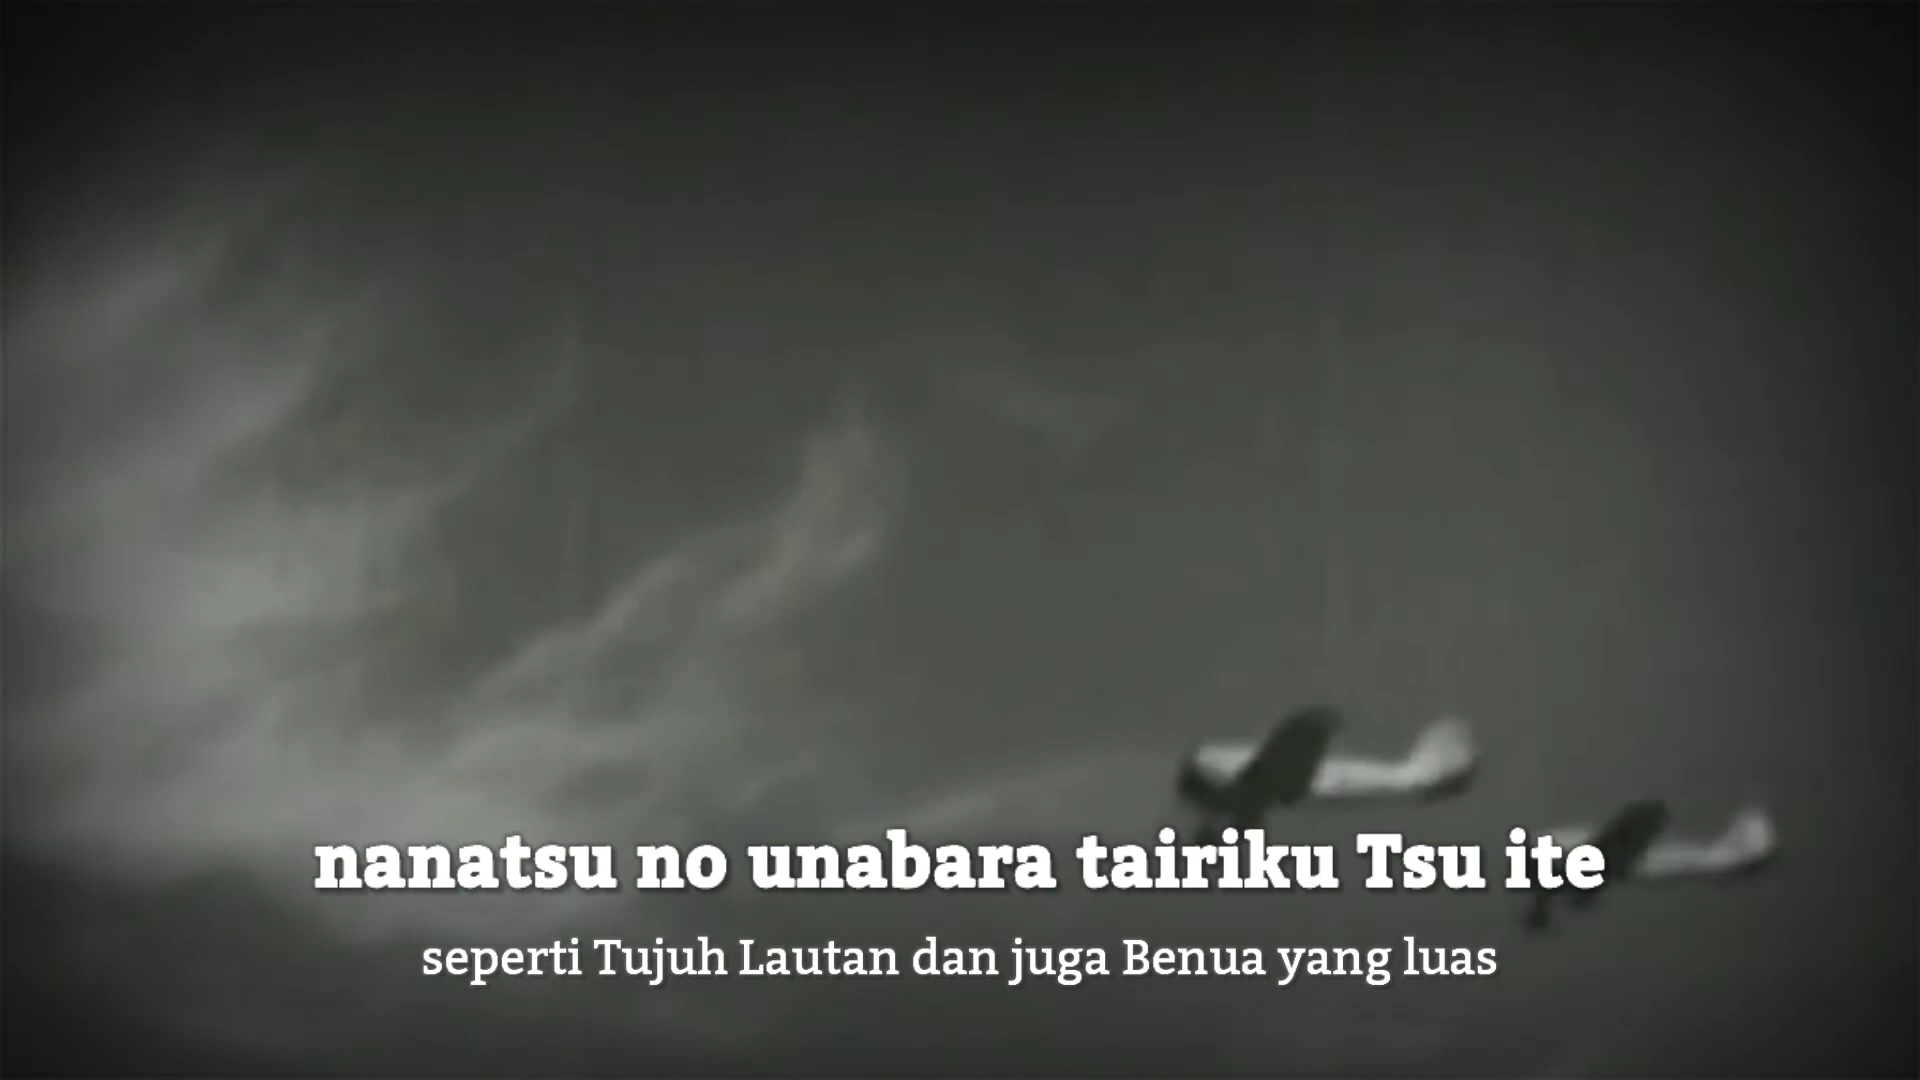 nanatsu no unabara tairiku Tsu ite
seperti Tujuh Lautan dan juga Benua yang luas